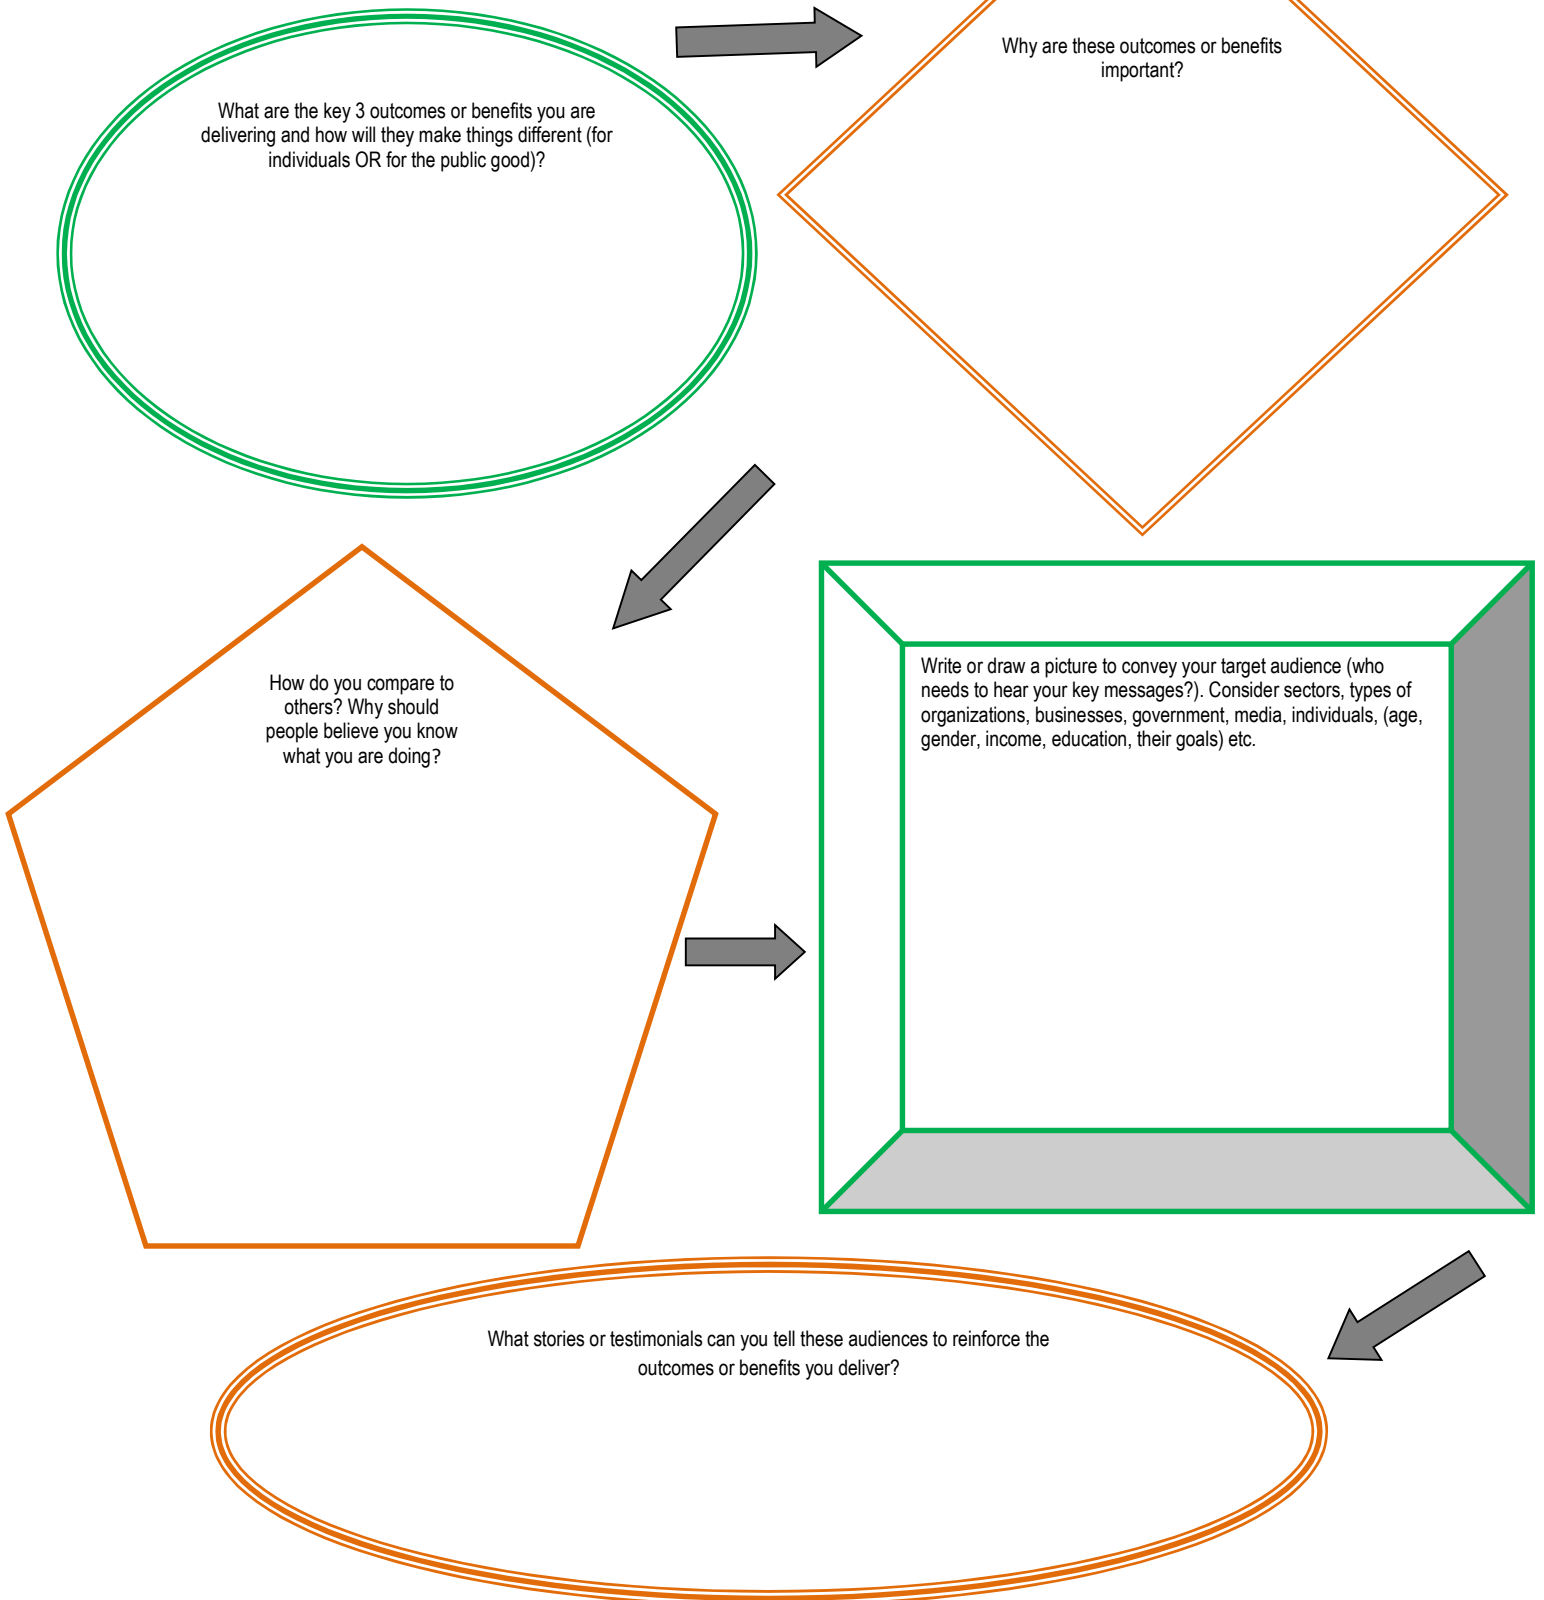 What are the key 3 outcomes or benefits you are
delivering and how will they make things different (for
individuals OR for the public good)?
Why are these outcomes or benefits
important?
How do you compare to
others? Why should
people believe you know
what you are doing?
Write or draw a picture to convey your target audience (who
needs to hear your key messages?). Consider sectors, types of
organizations, businesses, government, media, individuals, (age,
gender, income, education, their goals) etc.
What stories or testimonials can you tell these audiences to reinforce the
outcomes or benefits you deliver?